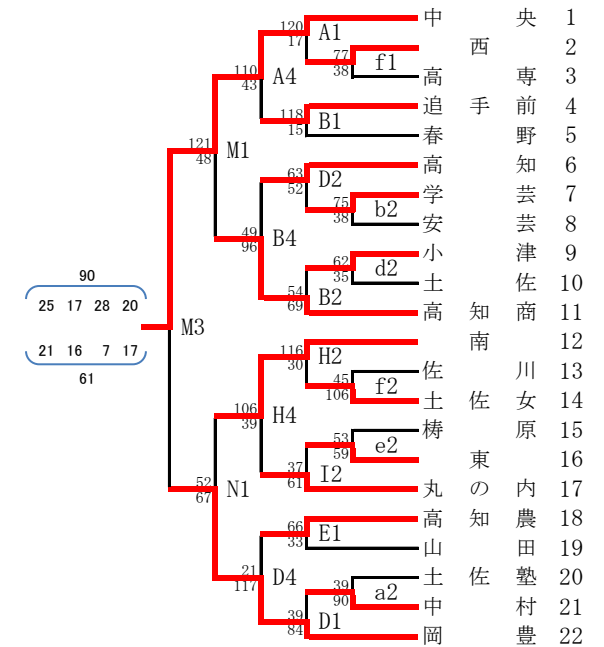 中央 1
120
17
A1
西 2
77
38
f1
高専 3
110
43
A4
追手前 4
118
15
B1
春野 5
121
48
M1
高知 6
63
52
D2
学芸 7
75
38
b2
安芸 8
49
96
B4
小津 9
62
35
d2
土佐 10
54
69
B2
高知商 11
90
25 17 28 20
M3
21 16 7 17
61
南 12
116
30
H2
佐川 13
45
106
f2
土佐女 14
106
39
H4
梼原 15
53
59
e2
東 16
37
61
I2
丸の内 17
52
67
N1
高知農 18
66
33
E1
山田 19
21
117
D4
土佐塾 20
39
90
a2
中村 21
39
84
D1
岡豊 22